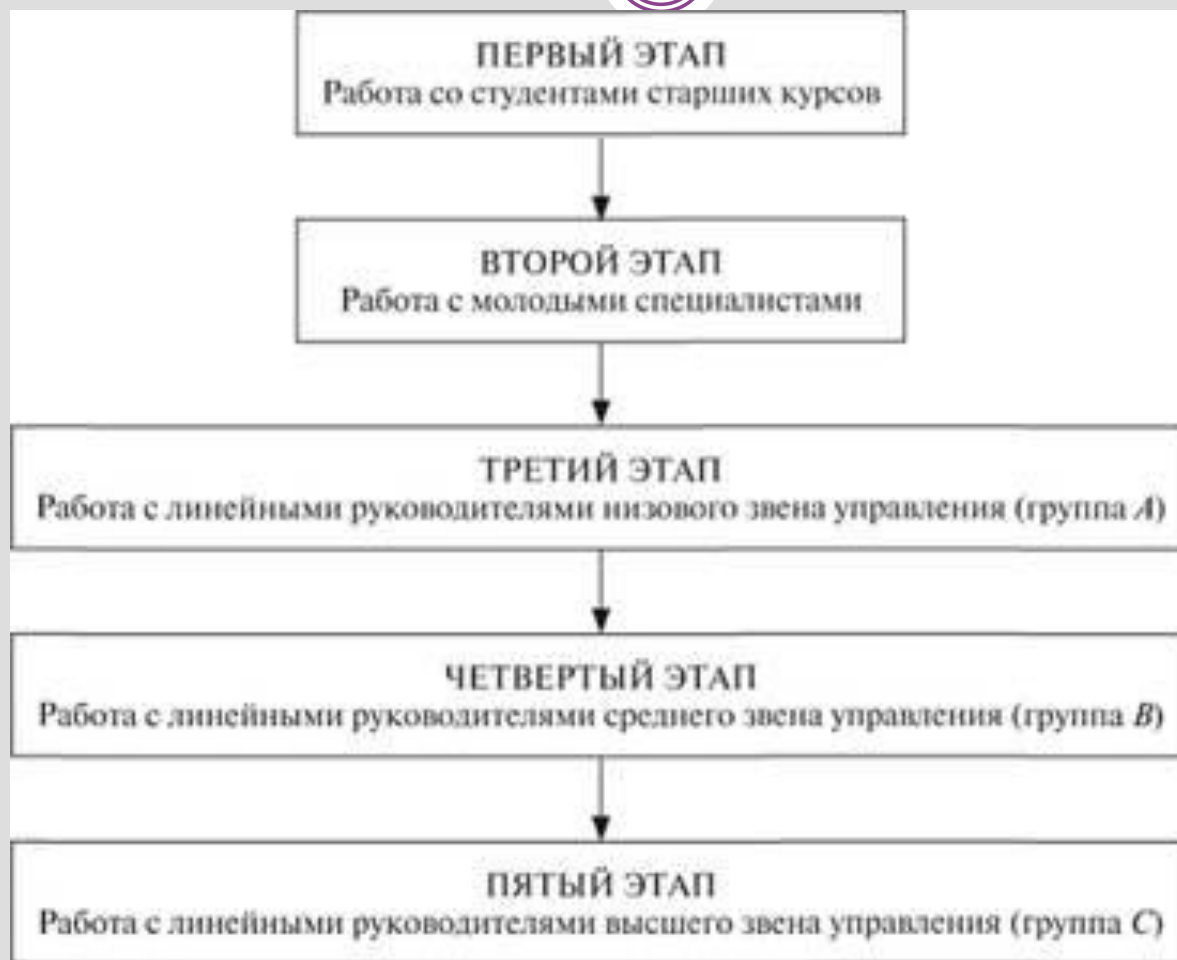 ПЕРВЫЙ ЭТАП
Работа со студентами старших курсов
ВТОРОЙ ЭТАП
Работа с молодыми специалистами
ТРЕТИЙ ЭТАП
Работа с линейными руководителями низового звена управления (группа A)
ЧЕТВЕРТЫЙ ЭТАП
Работа с линейными руководителями среднего звена управления (группа B)
ПЯТЫЙ ЭТАП
Работа с линейными руководителями высшего звена управления (группа C)